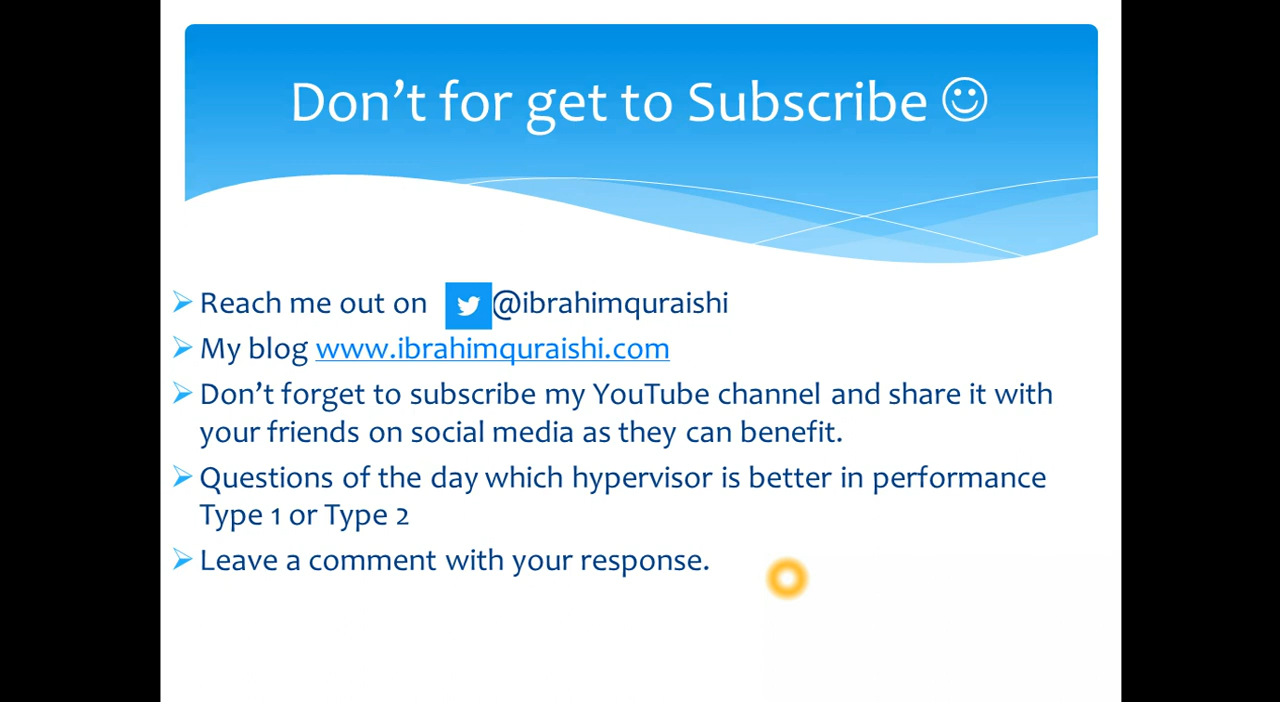 Don't for get to Subscribe ☺
Reach me out on @ibrahimquraishi
My blog www.ibrahimquraishi.com
Don't forget to subscribe my YouTube channel and share it with
your friends on social media as they can benefit.
Questions of the day which hypervisor is better in performance
Type 1 or Type 2
Leave a comment with your response.